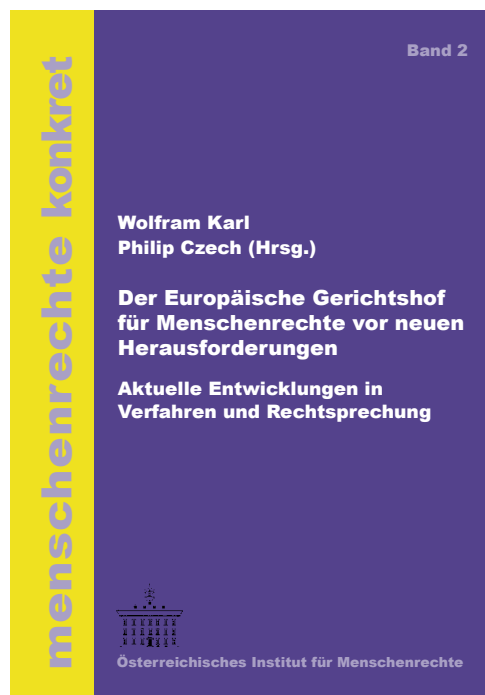 Band 2
menschenrechte konkret
Wolfram Karl
Philip Czech (Hrsg.)
Der Europäische Gerichtshof
für Menschenrechte vor neuen
Herausforderungen
Aktuelle Entwicklungen in
Verfahren und Rechtsprechung
Österreichisches Institut für Menschenrechte